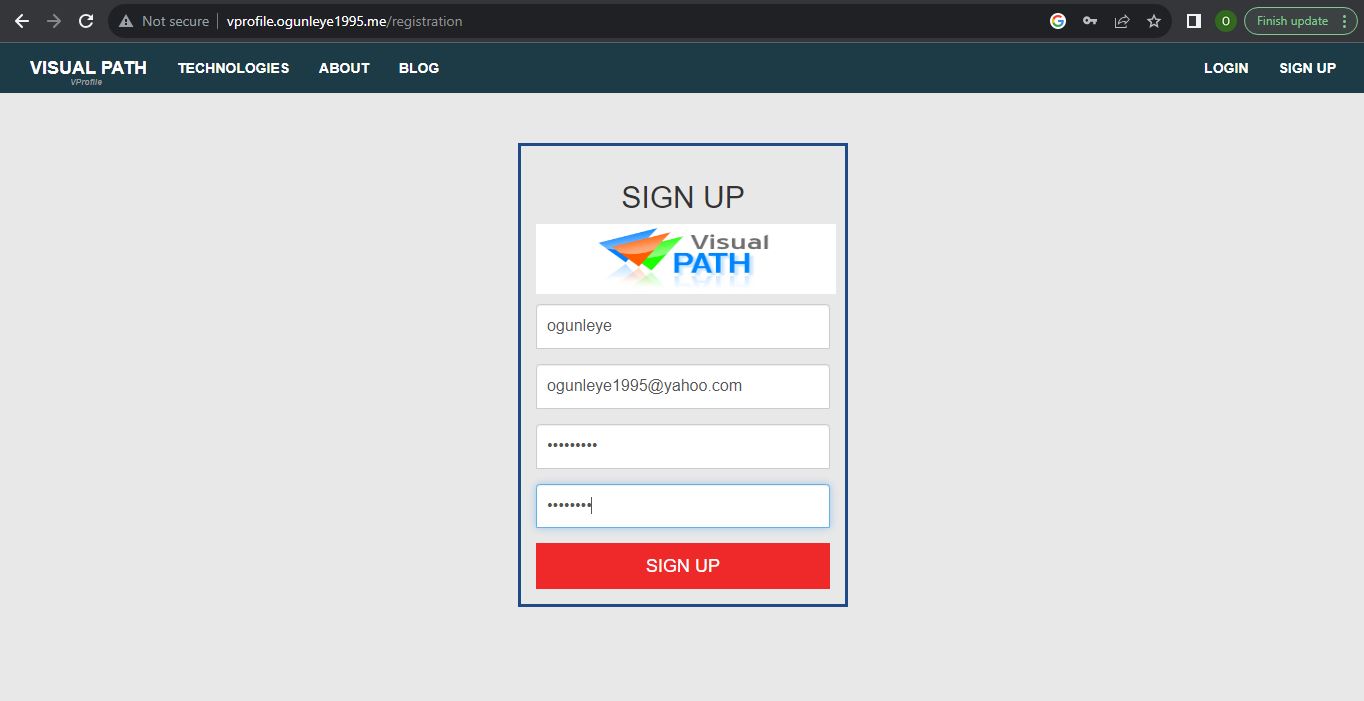 Not secure vprofile.ogunleye1995.me/registration O Finish update
VISUAL PATH TECHNOLOGIES ABOUT BLOG LOGIN SIGN UP
VProfile
SIGN UP
Visual
PATH
ogunleye
ogunleye1995@yahoo.com
•••••••••
••••••••
SIGN UP